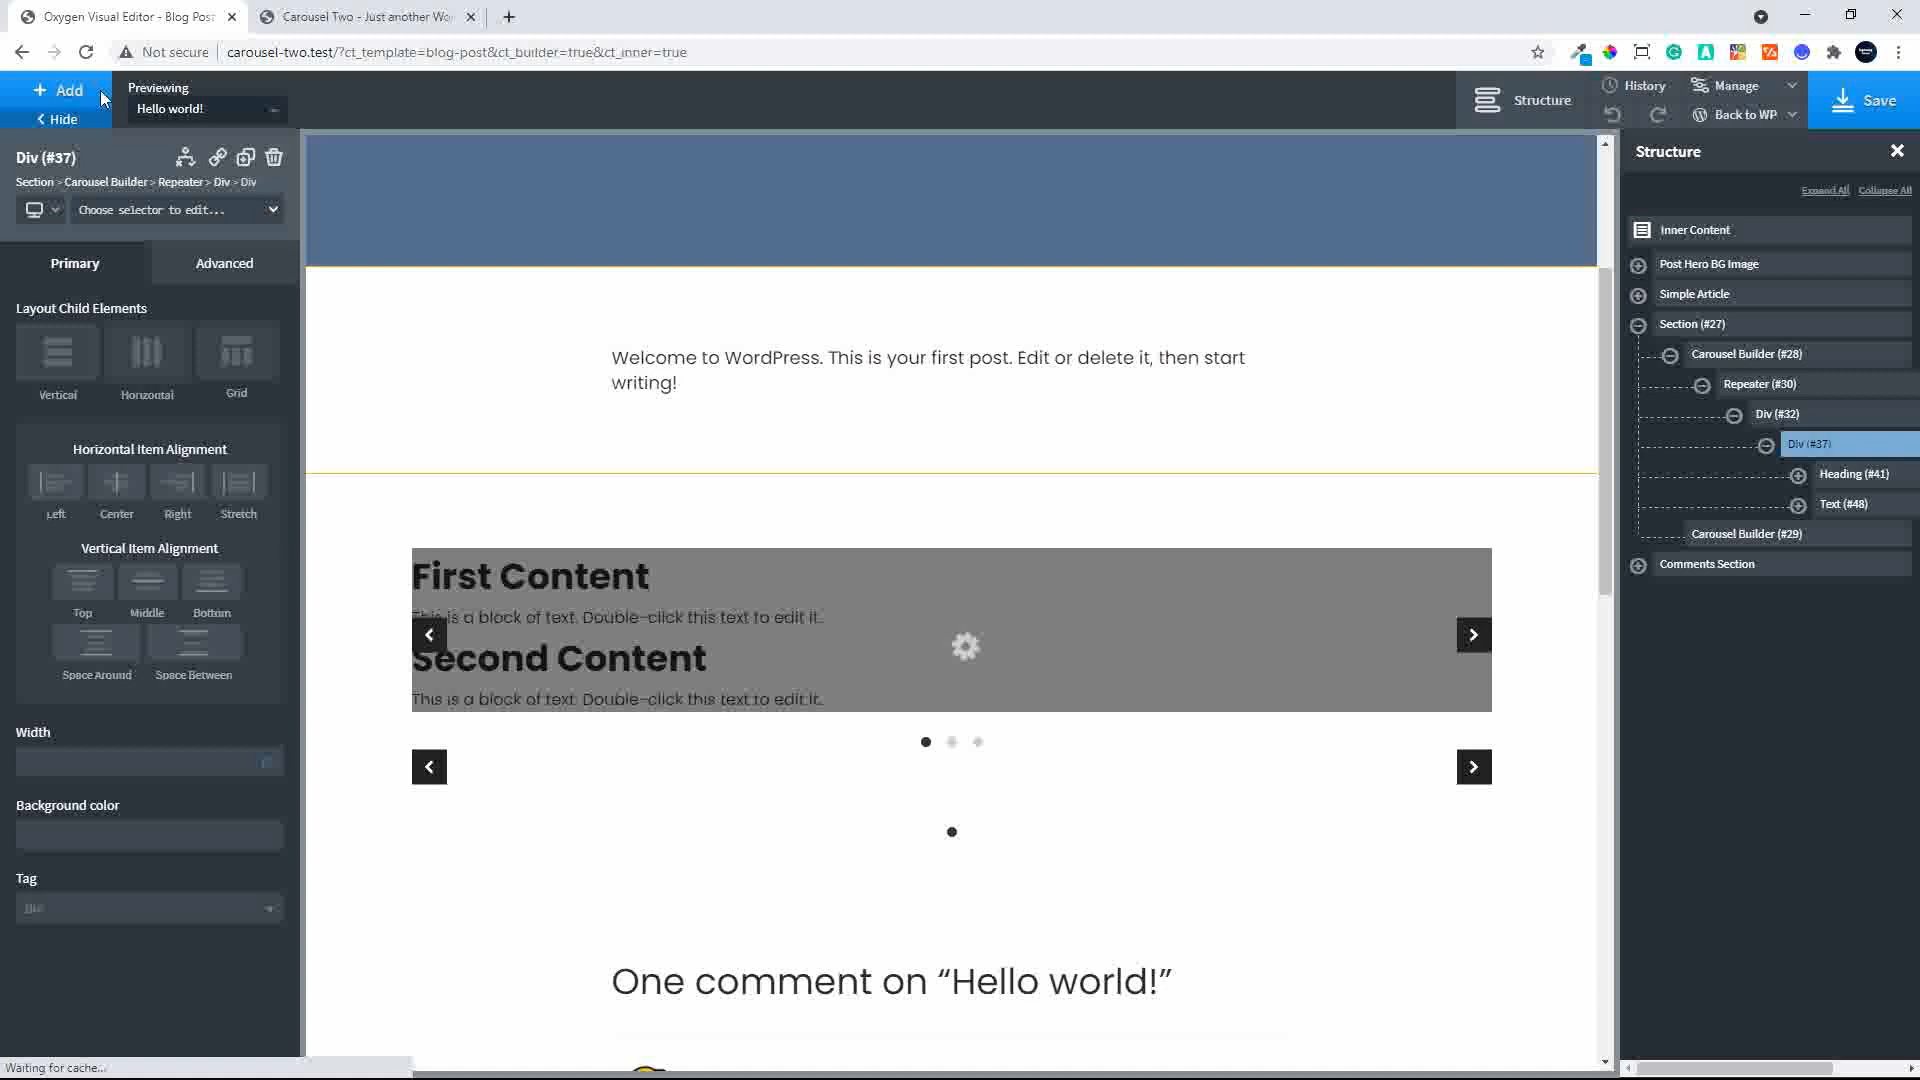 Oxygen Visual Editor - Blog Post
Carousel Two - Just another Wo
Not secure
carousel-two.test/?ct_template=blog-post&ct_builder=true&ct_inner=true
+ Add
Hide
Previewing
Hello world!
Structure
History
Manage
Back to WP
Save
Div (#37)
Section > Carousel Builder > Repeater > Div > Div
Choose selector to edit...
Primary
Advanced
Layout Child Elements
Vertical
Horizontal
Grid
Horizontal Item Alignment
Left
Center
Right
Stretch
Vertical Item Alignment
Top
Middle
Bottom
Space Around
Space Between
Width
Background color
Tag
div
Waiting for cache...
Welcome to WordPress. This is your first post. Edit or delete it, then start
writing!
First Content
This is a block of text. Double-click this text to edit it.
Second Content
This is a block of text. Double-click this text to edit it.
One comment on “Hello world!”
Structure
Expand All
Collapse All
Inner Content
Post Hero BG Image
Simple Article
Section (#27)
Carousel Builder (#28)
Repeater (#30)
Div (#32)
Div (#37)
Heading (#41)
Text (#48)
Carousel Builder (#29)
Comments Section